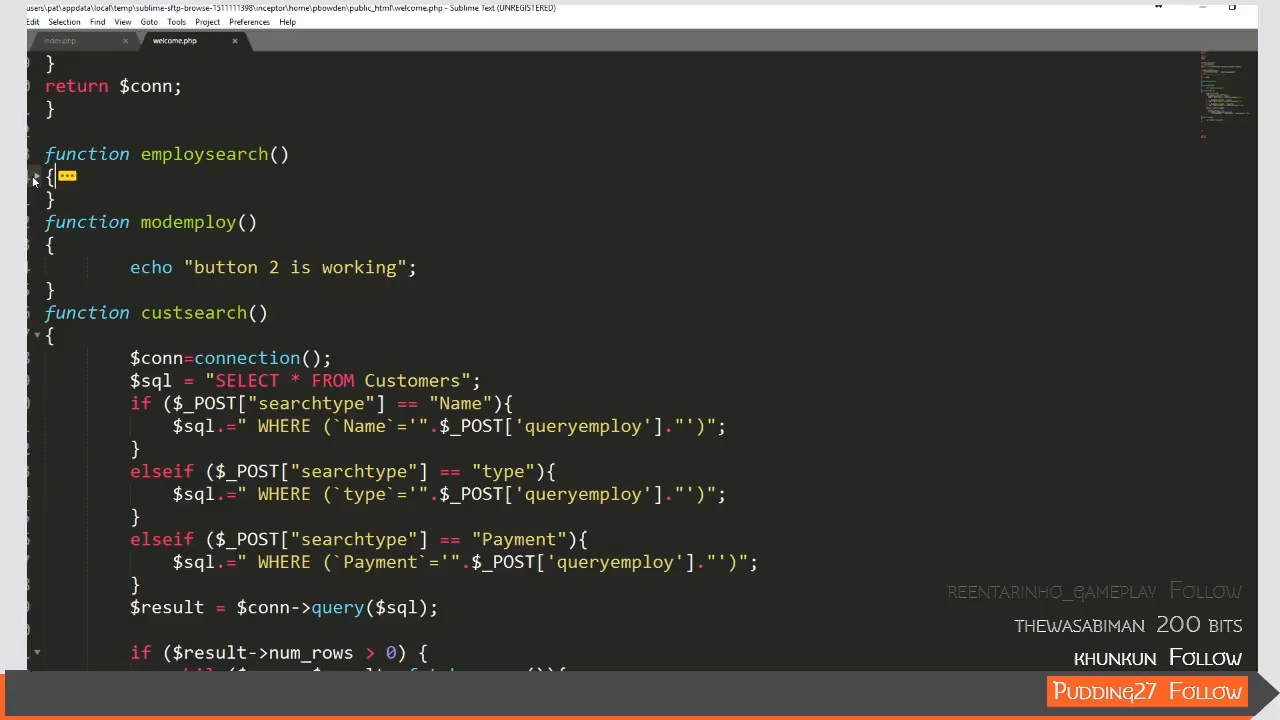 users\pat\appdata\local\temp\sublime-sftp-browse-1511111398\inceptor\home\pbowden\public_html\welcome.php - Sublime Text (UNREGISTERED)
Edit Selection Find View Goto Tools Project Preferences Help
index.php × welcome.php ×
}
return $conn;
}
function employsearch()
{
}
function modemploy()
{
echo "button 2 is working";
}
function custsearch()
{
$conn=connection();
$sql = "SELECT * FROM Customers";
if ($_POST["searchtype"] == "Name"){
$sql.=" WHERE (`Name`='".$_POST['queryemploy']."')";
}
elseif ($_POST["searchtype"] == "type"){
$sql.=" WHERE (`type`='".$_POST['queryemploy']."')";
}
elseif ($_POST["searchtype"] == "Payment"){
$sql.=" WHERE (`Payment`='".$_POST['queryemploy']."')";
}
$result = $conn->query($sql);
if ($result->num_rows > 0) {
reentarinho_gameplay Follow
thewasabiman 200 bits
khunkun Follow
Pudding27 Follow